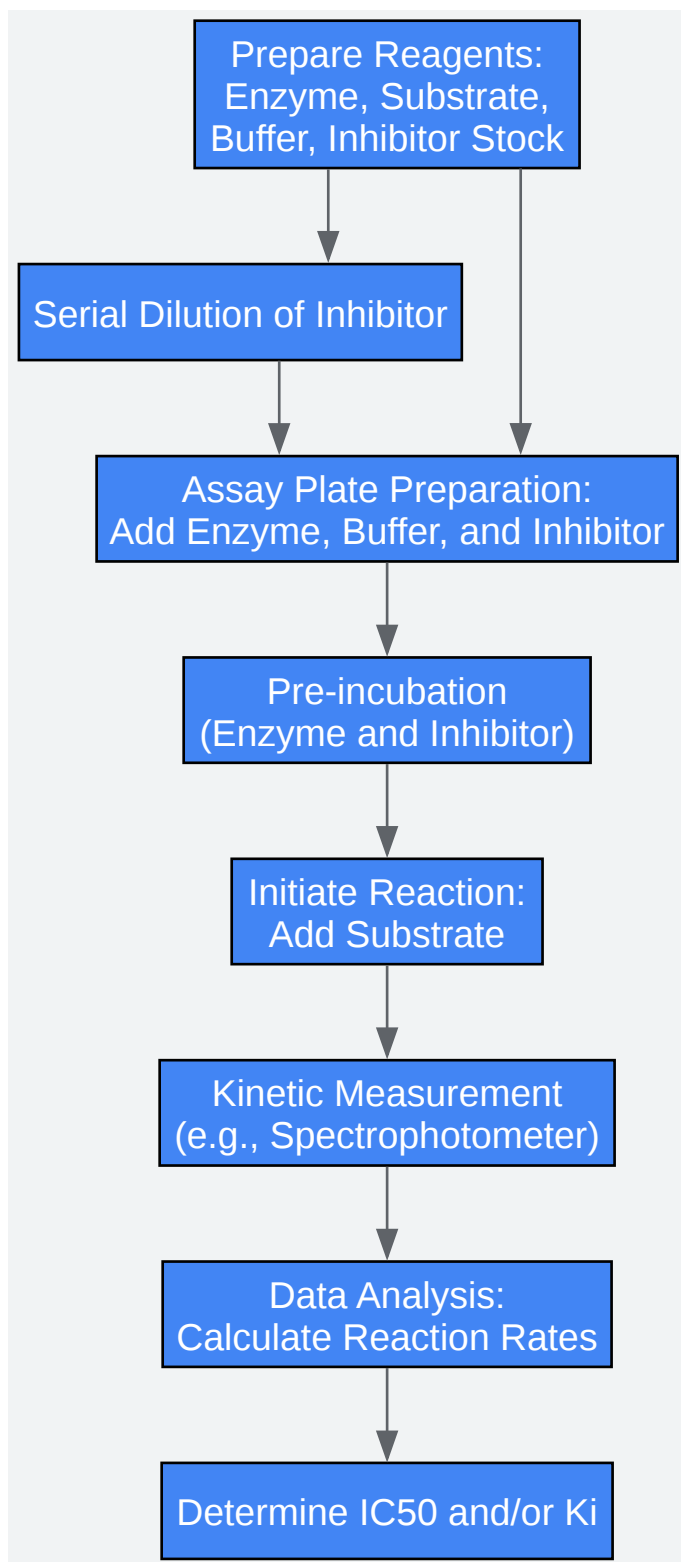 Prepare Reagents:
Enzyme, Substrate,
Buffer, Inhibitor Stock
Serial Dilution of Inhibitor
Assay Plate Preparation:
Add Enzyme, Buffer, and Inhibitor
Pre-incubation
(Enzyme and Inhibitor)
Initiate Reaction:
Add Substrate
Kinetic Measurement
(e.g., Spectrophotometer)
Data Analysis:
Calculate Reaction Rates
Determine IC50 and/or Ki